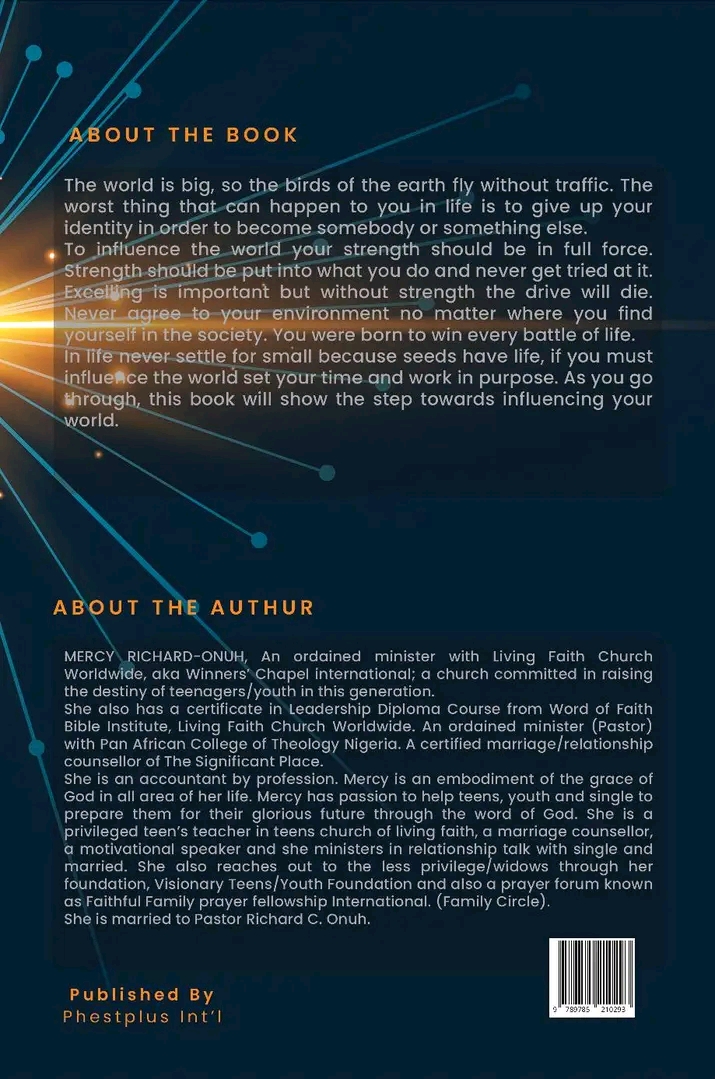 ABOUT THE BOOK
The world is big, so the birds of the earth fly without traffic. The
worst thing that can happen to you in life is to give up your
identity in order to become somebody or something else.
To influence the world your strength should be in full force.
Strength should be put into what you do and never get tried at it.
Excelling is important but without strength the drive will die.
Never agree to your environment no matter where you find
yourself in the society. You were born to win every battle of life.
In life never settle for small because seeds have life, if you must
influence the world set your time and work in purpose. As you go
through, this book will show the step towards influencing your
world.
ABOUT THE AUTHUR
MERCY RICHARD-ONUH, An ordained minister with Living Faith Church
Worldwide, aka Winners' Chapel international; a church committed in raising
the destiny of teenagers/youth in this generation.
She also has a certificate in Leadership Diploma Course from Word of Faith
Bible Institute, Living Faith Church Worldwide. An ordained minister (Pastor)
with Pan African College of Theology Nigeria. A certified marriage/relationship
counsellor of The Significant Place.
She is an accountant by profession. Mercy is an embodiment of the grace of
God in all area of her life. Mercy has passion to help teens, youth and single to
prepare them for their glorious future through the word of God. She is a
privileged teen's teacher in teens church of living faith, a marriage counsellor,
a motivational speaker and she ministers in relationship talk with single and
married. She also reaches out to the less privilege/widows through her
foundation, Visionary Teens/Youth Foundation and also a prayer forum known
as Faithful Family prayer fellowship International. (Family Circle).
She is married to Pastor Richard C. Onuh.
Published By
Phestplus Int'l
9 789785 210293